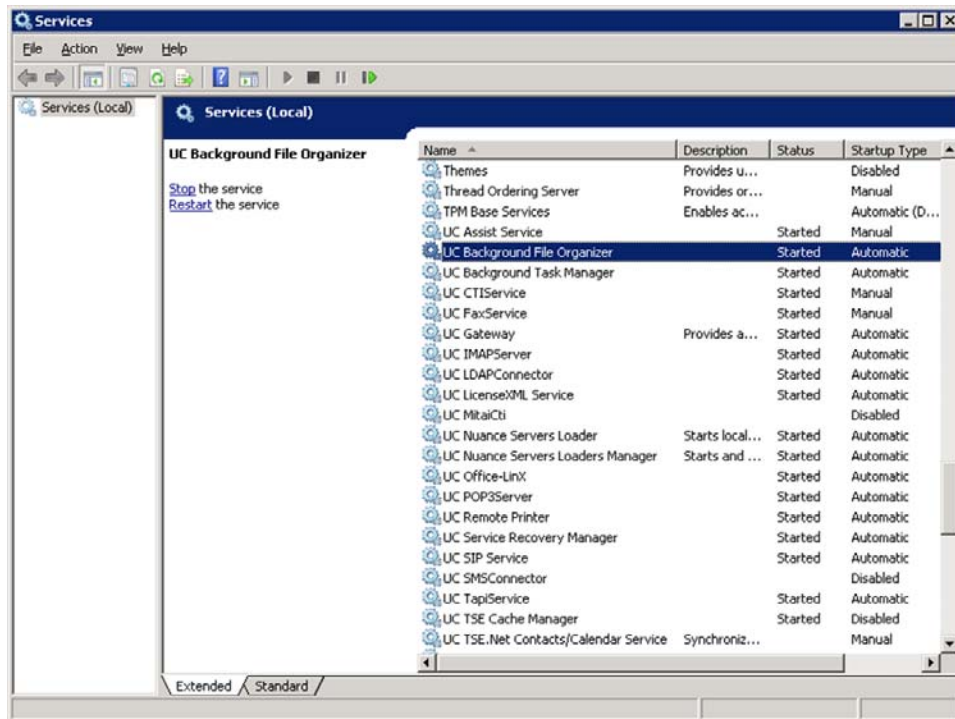 Services
File Action View Help
Services (Local)
Services (Local)
UC Background File Organizer
Stop the service
Restart the service
Name Description Status Startup Type
Themes Provides u... Disabled
Thread Ordering Server Provides or... Manual
TPM Base Services Enables ac... Automatic (D...
UC Assist Service Started Manual
UC Background File Organizer Started Automatic
UC Background Task Manager Started Automatic
UC CTIService Started Manual
UC FaxService Started Manual
UC Gateway Provides a... Started Automatic
UC IMAPServer Started Automatic
UC LDAPConnector Started Automatic
UC LicenseXML Service Started Automatic
UC MitaiCti Disabled
UC Nuance Servers Loader Starts local... Started Automatic
UC Nuance Servers Loaders Manager Starts and ... Started Automatic
UC Office-LinX Started Automatic
UC POP3Server Started Automatic
UC Remote Printer Started Automatic
UC Service Recovery Manager Started Automatic
UC SIP Service Started Automatic
UC SMSConnector Disabled
UC TapiService Started Automatic
UC TSE Cache Manager Started Disabled
UC TSE.Net Contacts/Calendar Service Synchroniz... Manual
Extended Standard